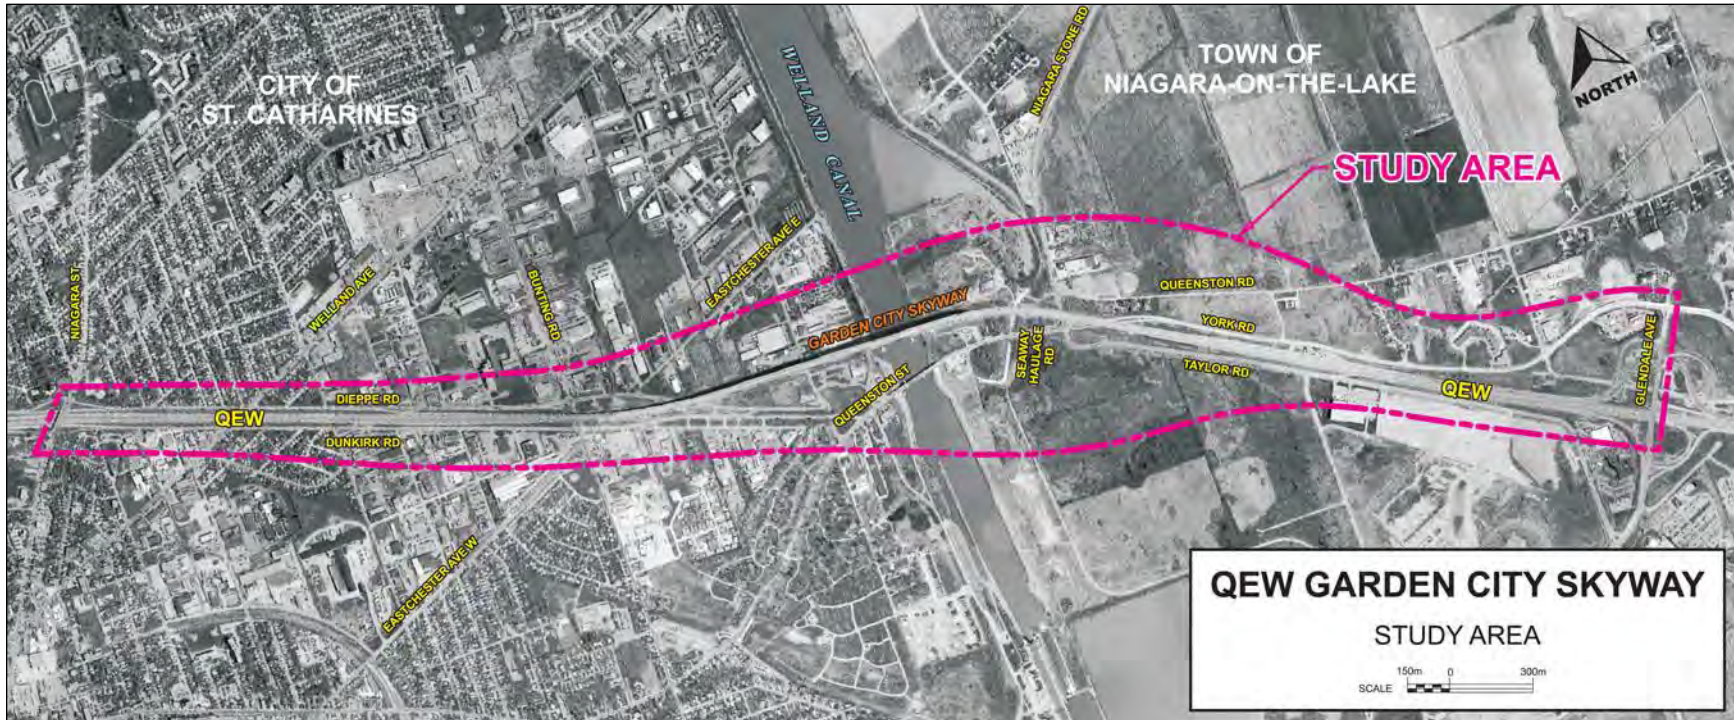 CITY OF
ST. CATHARINES
WELLAND CANAL
NIAGARA STONE RD
TOWN OF
NIAGARA-ON-THE-LAKE
NORTH
STUDY AREA
NIAGARA ST.
WELLAND AVE
BUNTING RD
EASTCHESTER AVE E
GARDEN CITY SKYWAY
QUEENSTON RD
YORK RD
SEAWAY
HAULAGE
RD
TAYLOR RD
QEW
GLENDALE AVE
DIEPPE RD
QEW
DUNKIRK RD
QUEENSTON ST
EASTCHESTER AVE W
QEW GARDEN CITY SKYWAY
STUDY AREA
SCALE 150m 0 300m